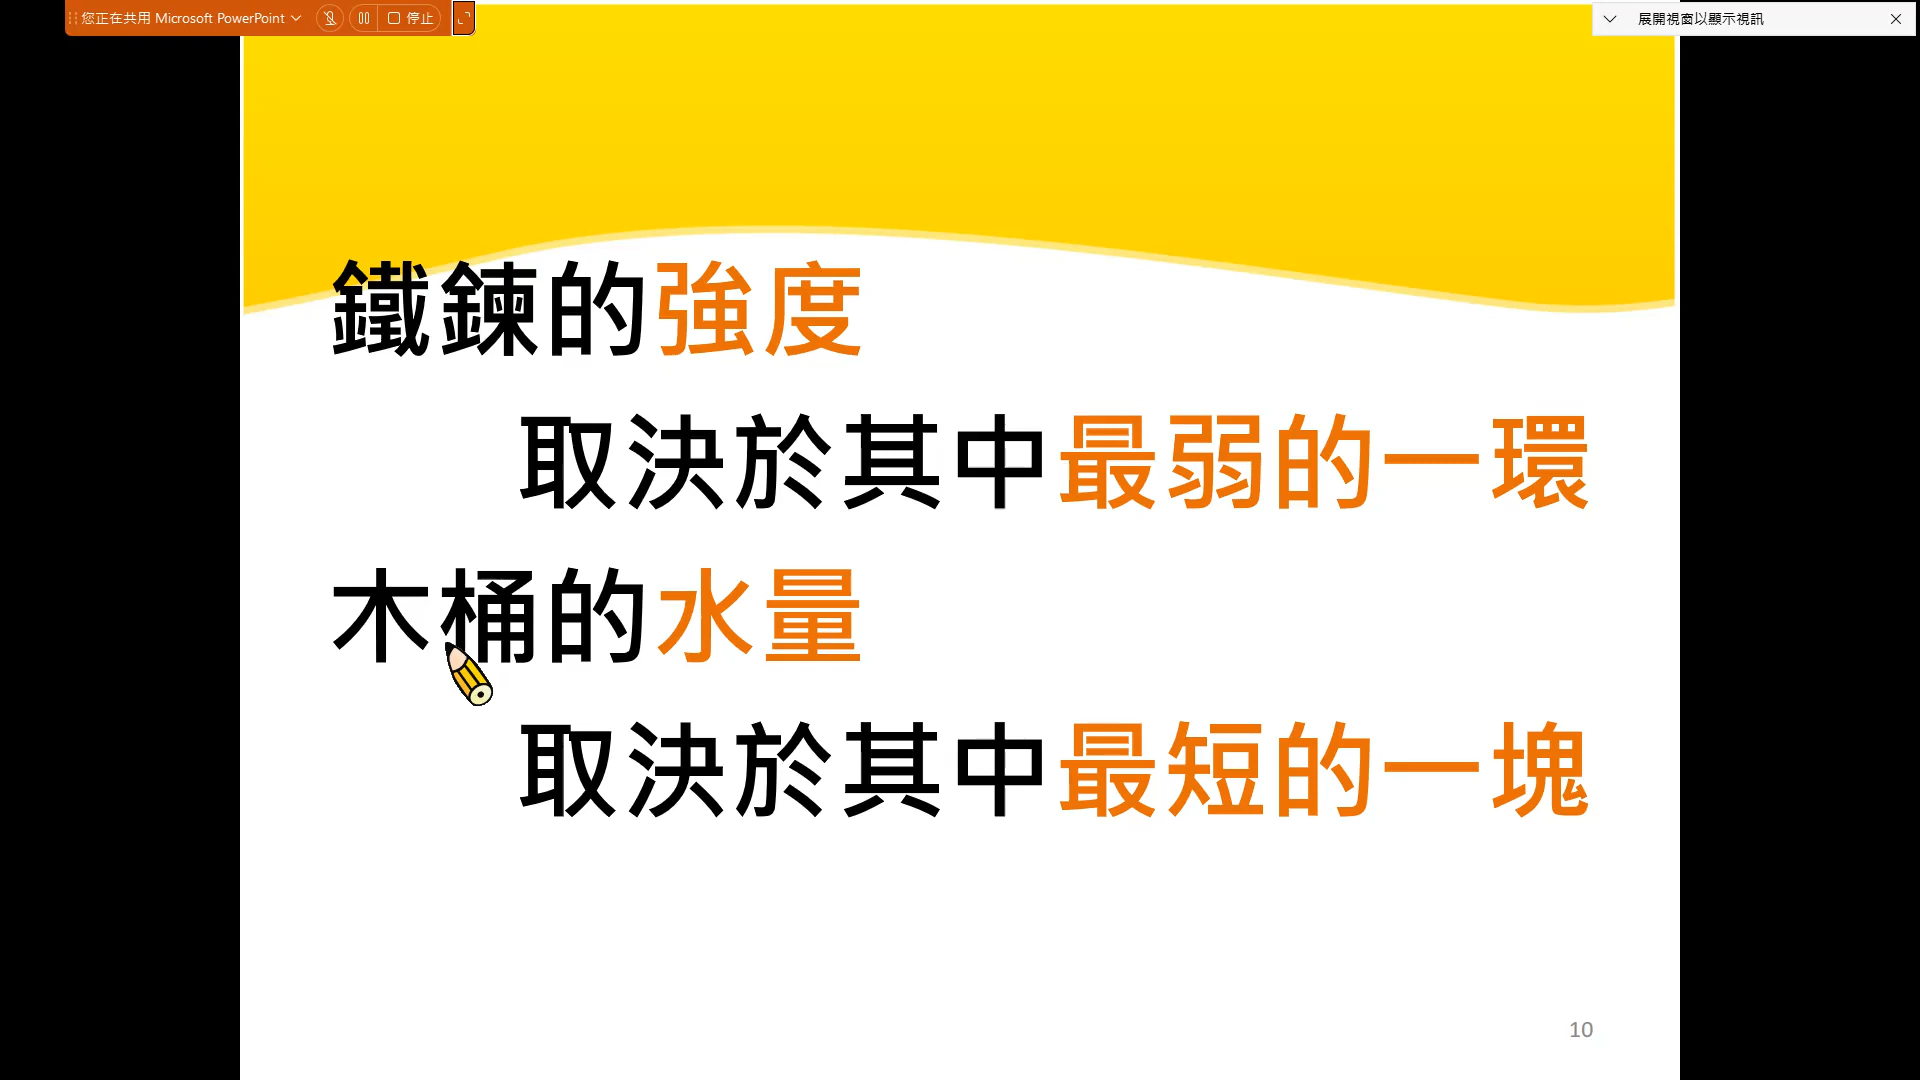 您正在共用 Microsoft PowerPoint
停止
展開視窗以顯示視訊
鐵鍊的強度
取決於其中最弱的一環
木桶的水量
取決於其中最短的一塊
10